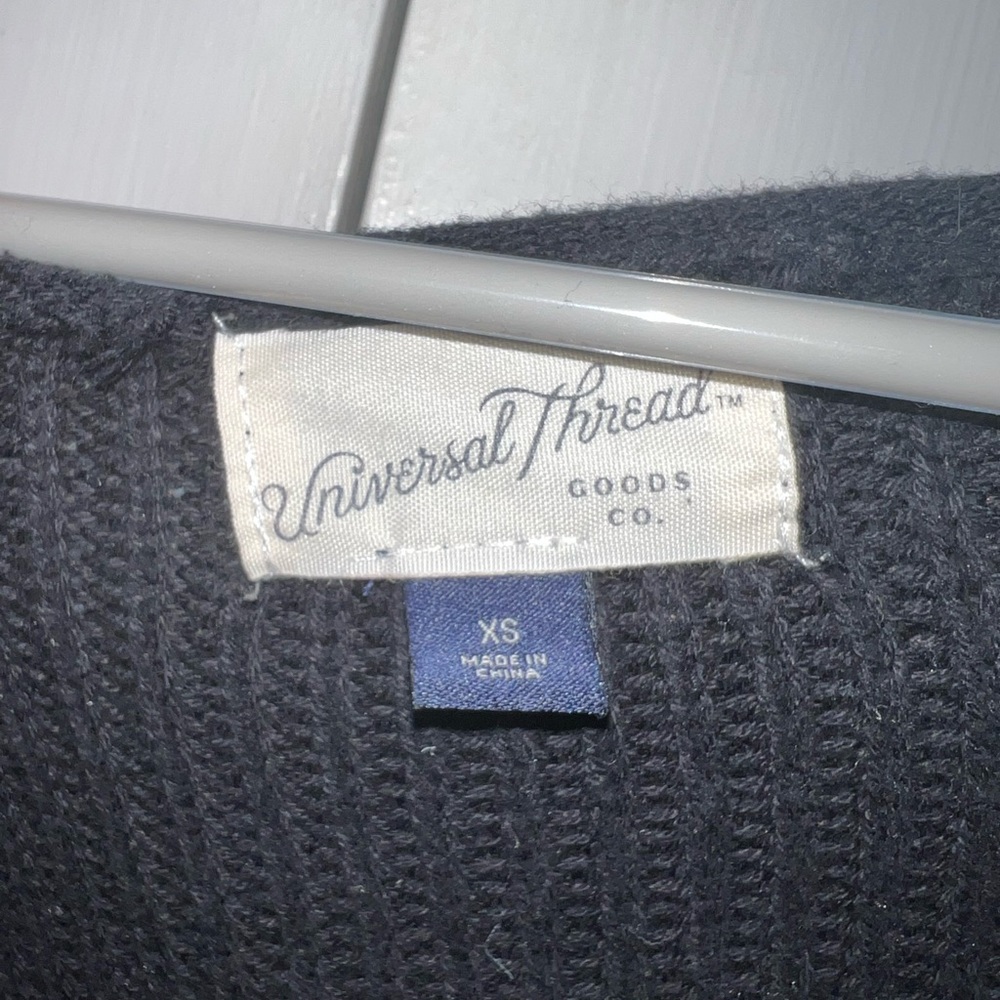 Universal Thread™
GOODS
CO.
XS
MADE IN
CHINA